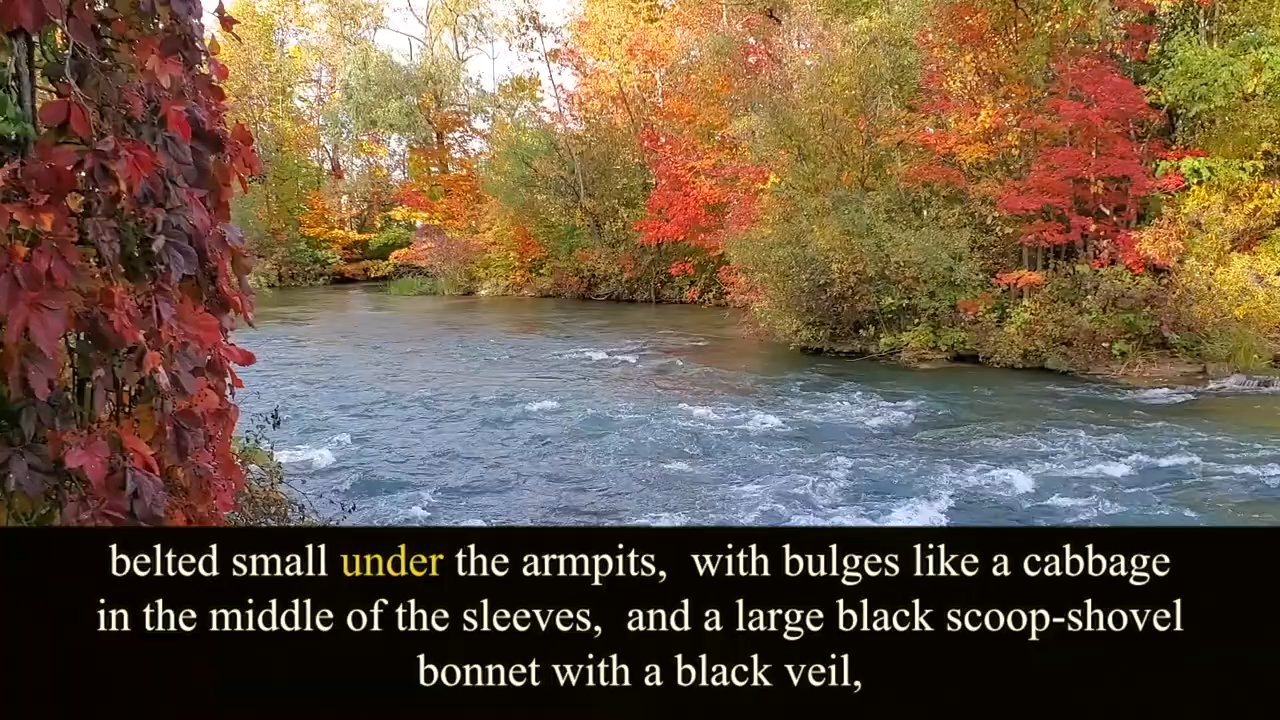 belted small under the armpits,  with bulges like a cabbage
in the middle of the sleeves,  and a large black scoop-shovel
bonnet with a black veil,